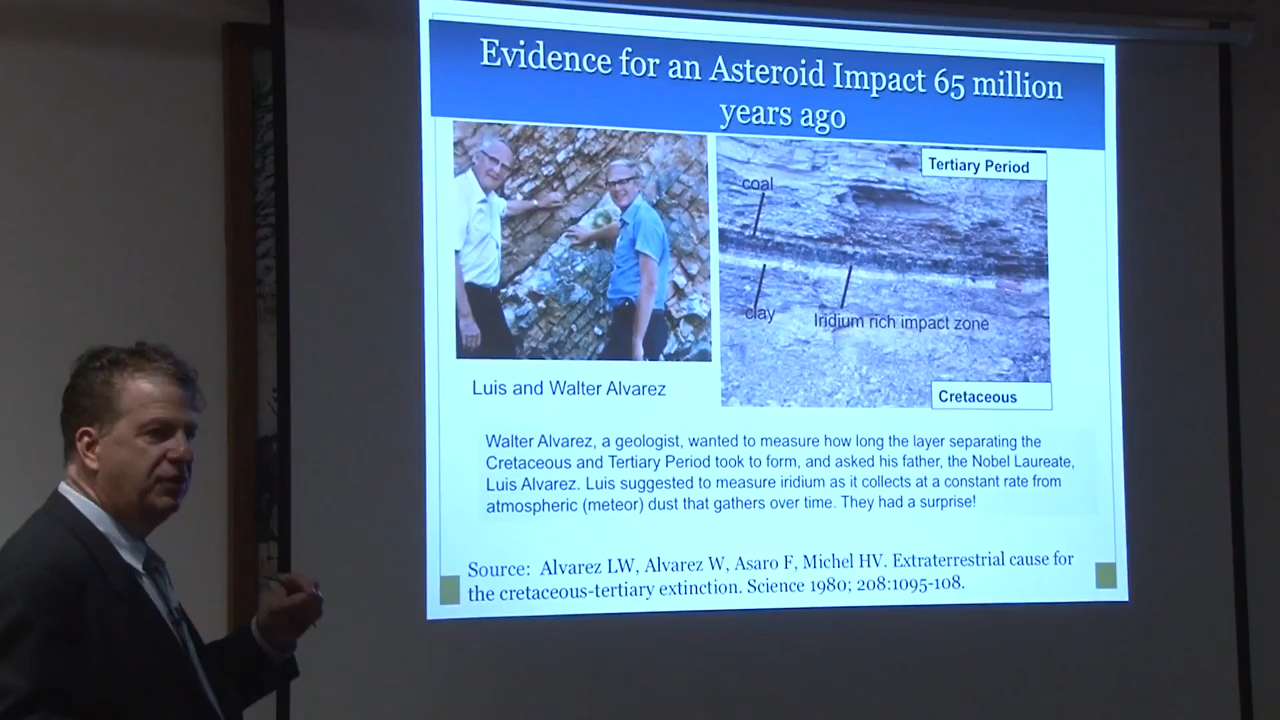 Evidence for an Asteroid Impact 65 million
years ago
Tertiary Period
coal
clay
Iridium rich impact zone
Cretaceous
Luis and Walter Alvarez
Walter Alvarez, a geologist, wanted to measure how long the layer separating the
Cretaceous and Tertiary Period took to form, and asked his father, the Nobel Laureate,
Luis Alvarez. Luis suggested to measure iridium as it collects at a constant rate from
atmospheric (meteor) dust that gathers over time. They had a surprise!
Source: Alvarez LW, Alvarez W, Asaro F, Michel HV. Extraterrestrial cause for
the cretaceous-tertiary extinction. Science 1980; 208:1095-108.